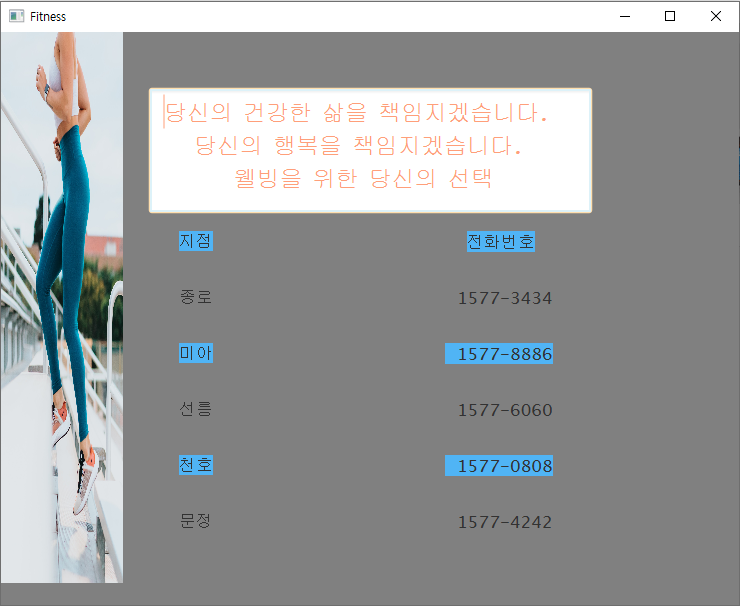 Fitness
당신의 건강한 삶을 책임지겠습니다.
당신의 행복을 책임지겠습니다.
웰빙을 위한 당신의 선택
지점 전화번호
종로 1577-3434
미아 1577-8886
선릉 1577-6060
천호 1577-0808
문정 1577-4242